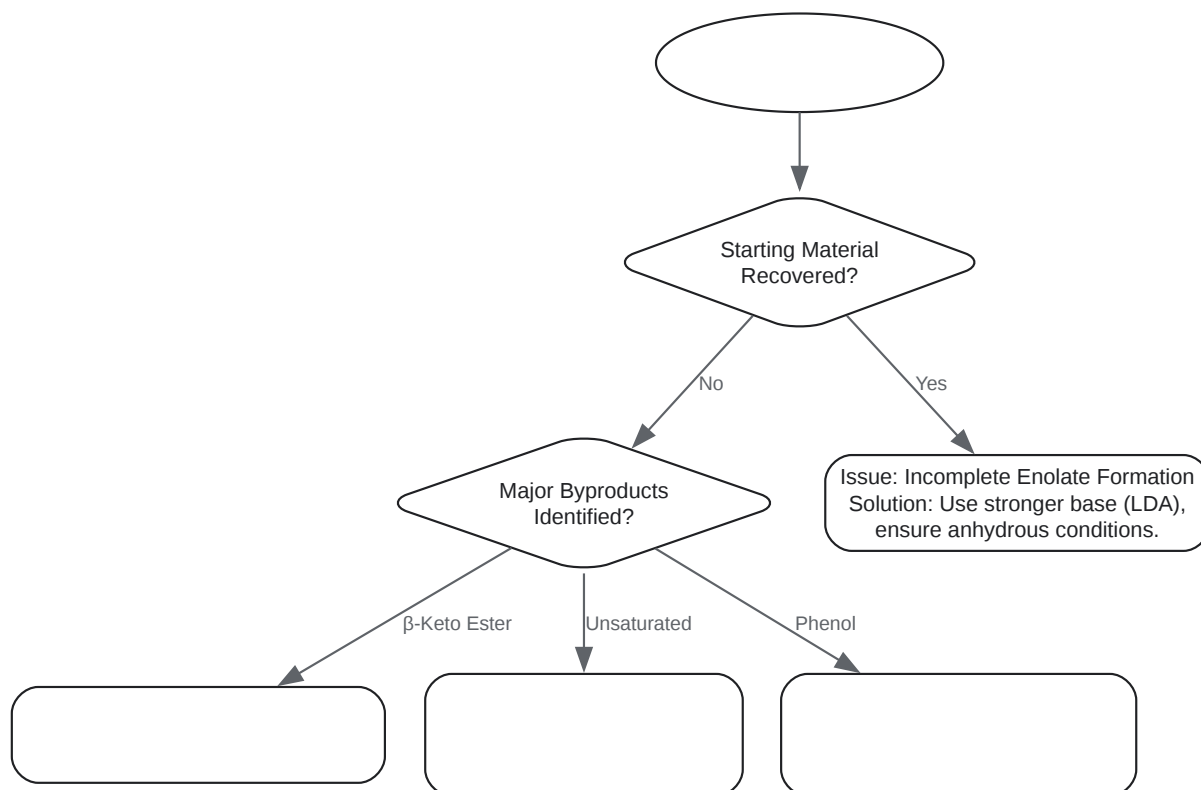 Starting Material
Recovered?
No
Yes
Major Byproducts
Identified?
Issue: Incomplete Enolate Formation
Solution: Use stronger base (LDA),
ensure anhydrous conditions.
β-Keto Ester
Unsaturated
Phenol